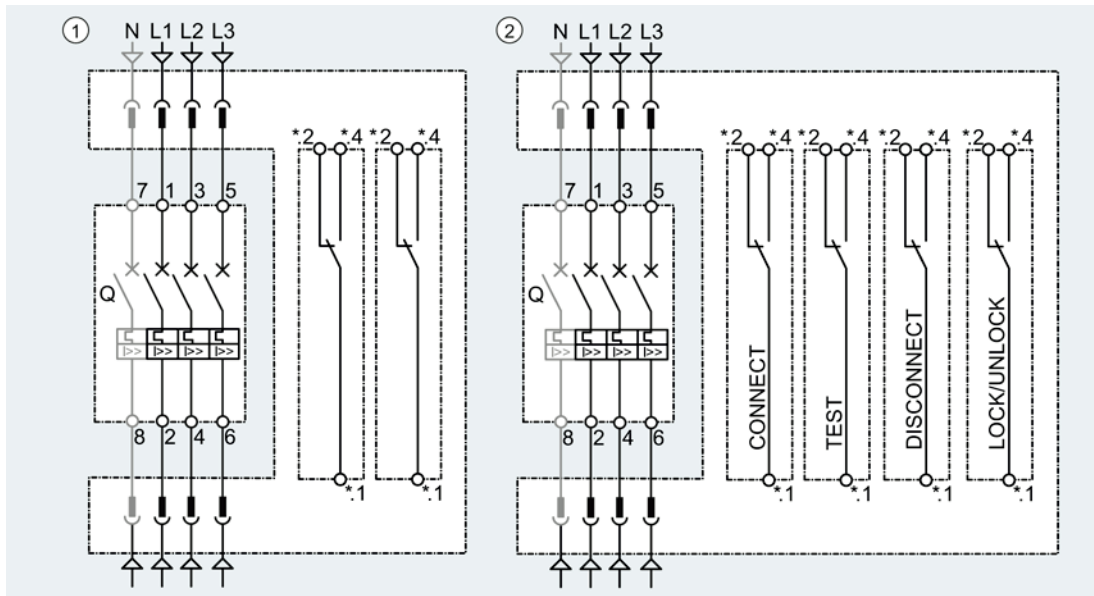 1 2
N L1 L2 L3 N L1 L2 L3
*.2 *.4 *.2 *.4 *.2 *.4 *.2 *.4 *.2 *.4 *.2 *.4
7 1 3 5 7 1 3 5
Q Q
I>> I>> I>> I>> I>> I>> I>> I>>
CONNECT
TEST
DISCONNECT
LOCK/UNLOCK
8 2 4 6 8 2 4 6
*.1 *.1 *.1 *.1 *.1 *.1